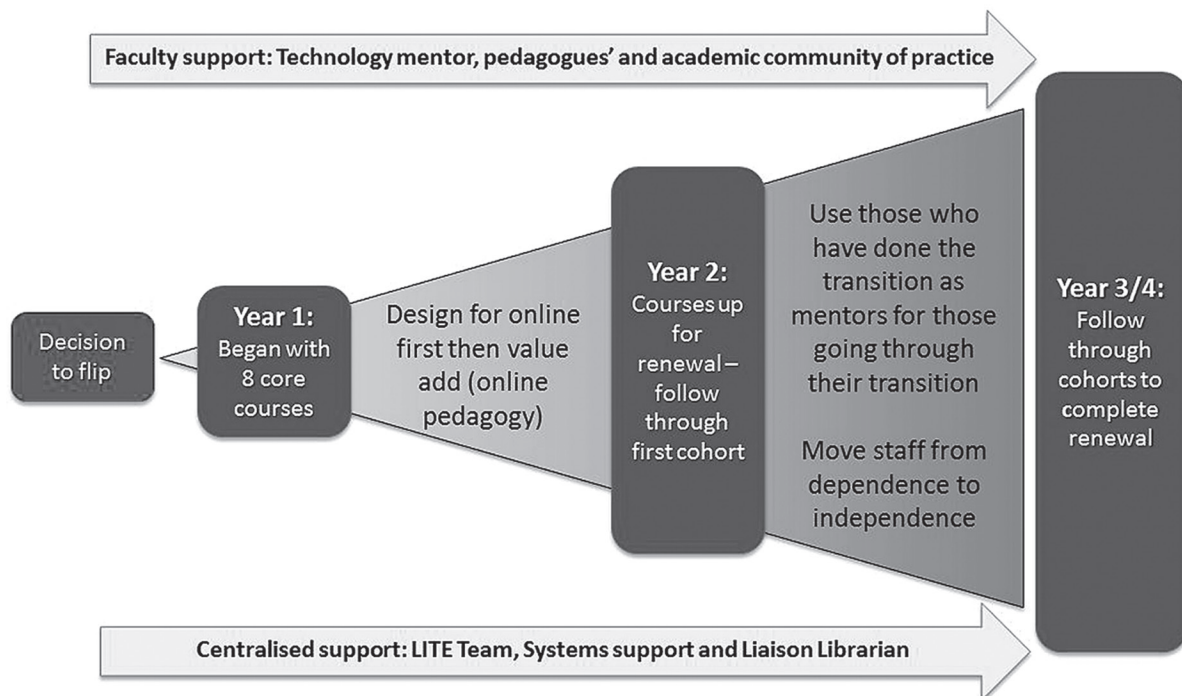 Faculty support: Technology mentor, pedagogues' and academic community of practice
Decision
to flip
Year 1:
Began with
8 core
courses
Design for online
first then value
add (online
pedagogy)
Year 2:
Courses up
for
renewal –
follow
through
first cohort
Use those who
have done the
transition as
mentors for those
going through
their transition
Move staff from
dependence to
independence
Year 3/4:
Follow
through
cohorts to
complete
renewal
Centralised support: LITE Team, Systems support and Liaison Librarian